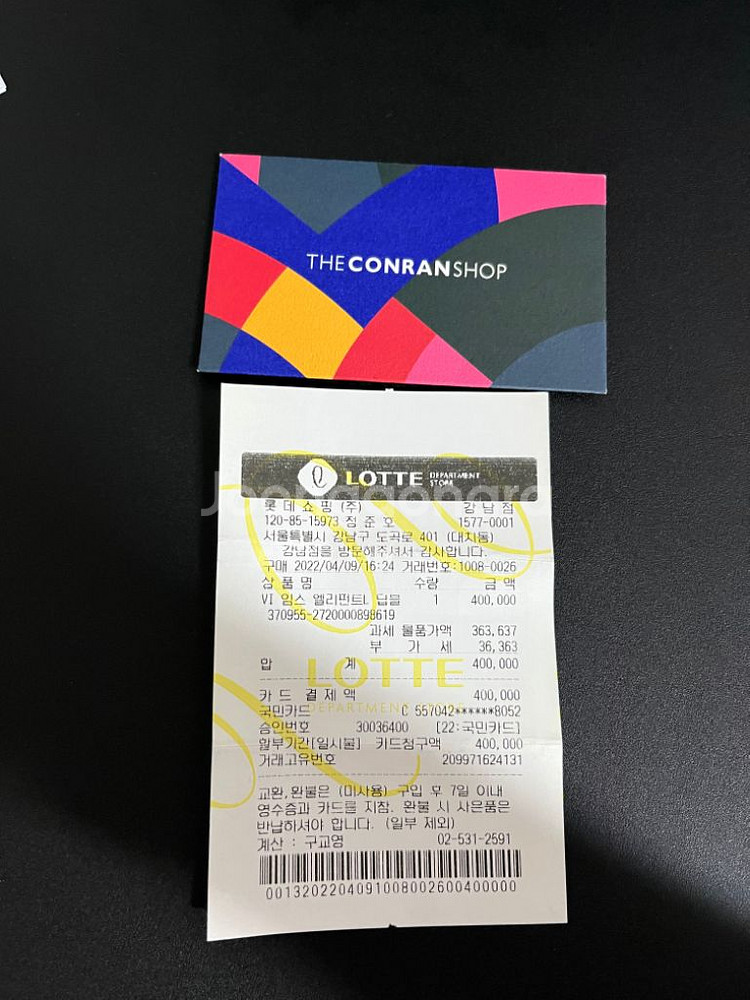 THE CONRAN SHOP
LOTTE DEPARTMENT STORE
Joonggonara
롯데쇼핑 (주) 강남점
120-85-15973 정준호 1577-0001
서울특별시 강남구 도곡로 401 (대치동)
강남점을 방문해주셔서 감사합니다.
구매 2022/04/09/16:24 거래번호:1008-0026
상 품 명 수량 금 액
VI 임스 엘리펀트L 딥블 1 400,000
370955-2720000898619
과세 물품가액 363,637
부 가 세 36,363
합 계 400,000
LOTTE
DEPARTMENT STORE
카 드 결 제 액 400,000
국민카드 C 557042******8052
승인번호 30036400 [22:국민카드]
할부기간[일시불] 카드청구액 400,000
거래고유번호 209971624131
교환,환불은 (미사용) 구입 후 7일 이내
영수증과 카드를 지참. 환불 시 사은품은
반납하셔야 합니다. (일부 제외)
계산 : 구교영 02-531-2591
0013202204091008002600400000